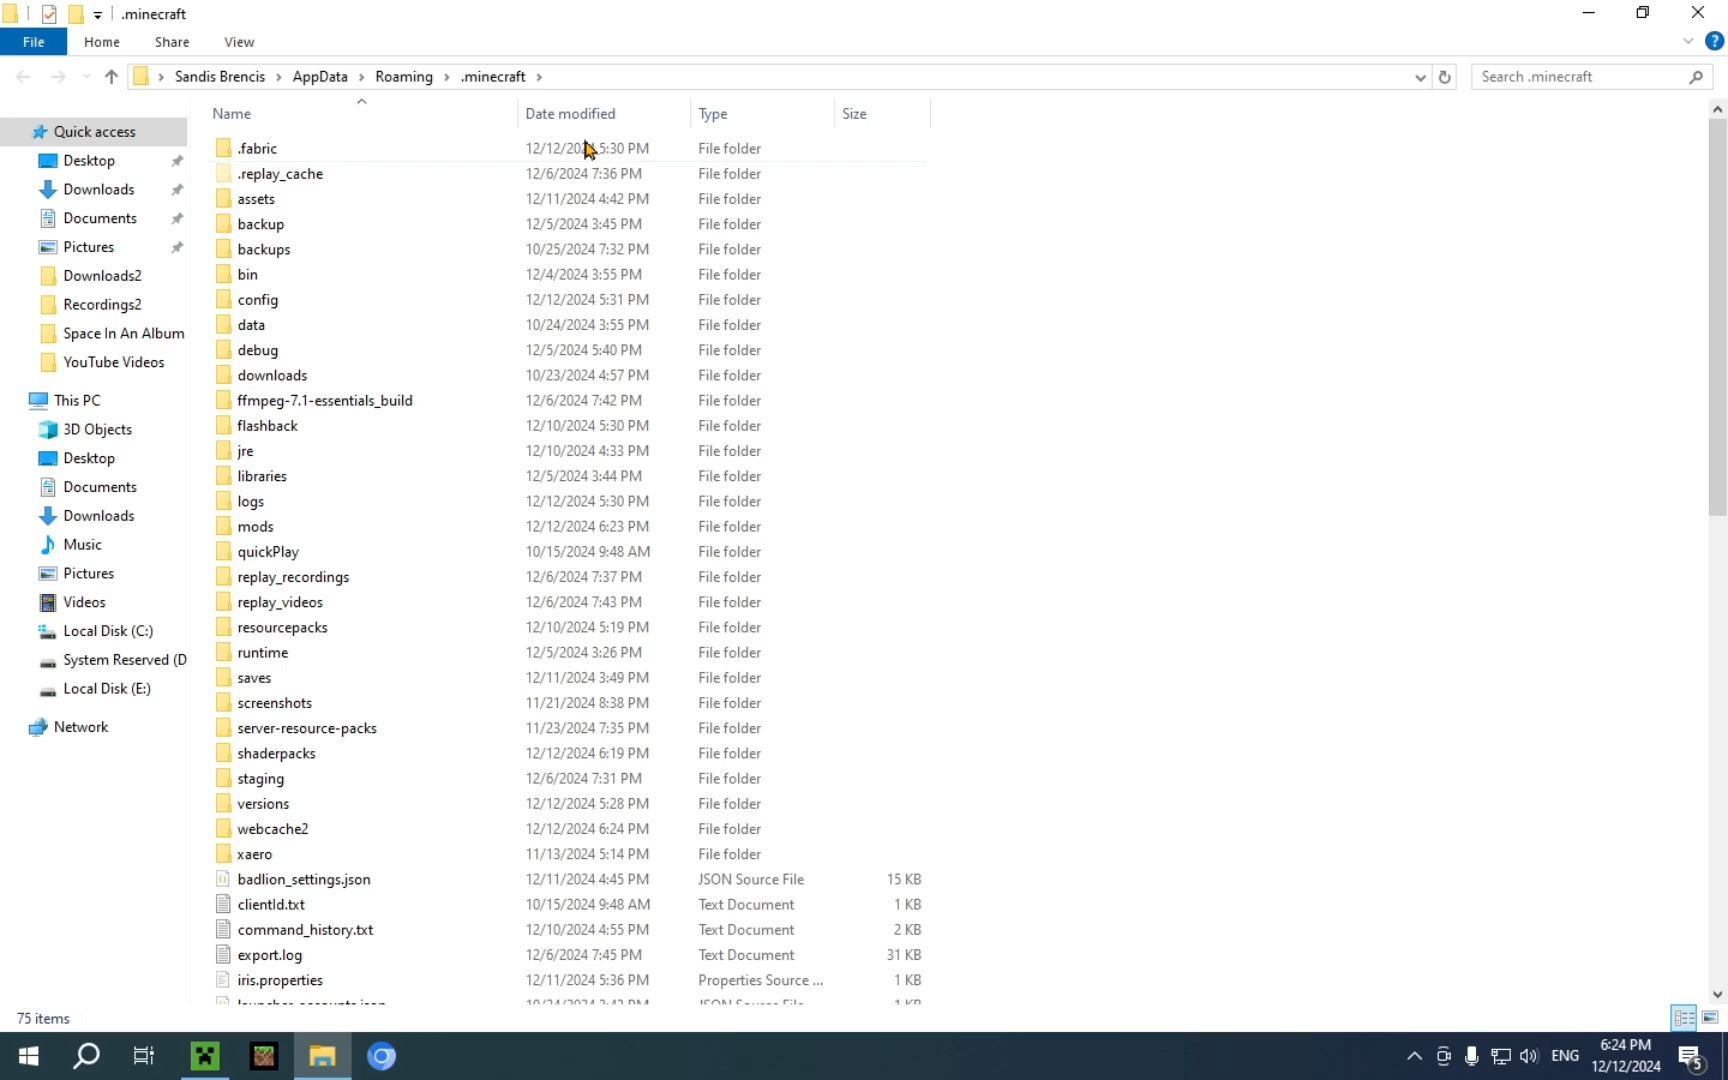 .minecraft
File Home Share View
Sandis Brencis AppData Roaming .minecraft
Search .minecraft
Name Date modified Type Size
Quick access
Desktop
Downloads
Documents
Pictures
Downloads2
Recordings2
Space In An Album
YouTube Videos
This PC
3D Objects
Desktop
Documents
Downloads
Music
Pictures
Videos
Local Disk (C:)
System Reserved (D
Local Disk (E:)
Network
.fabric 5:30 PM File folder
.replay_cache 12/6/2024 7:36 PM File folder
assets 12/11/2024 4:42 PM File folder
backup 12/5/2024 3:45 PM File folder
backups 10/25/2024 7:32 PM File folder
bin 12/4/2024 3:55 PM File folder
config 12/12/2024 5:31 PM File folder
data 10/24/2024 3:55 PM File folder
debug 12/5/2024 5:40 PM File folder
downloads 10/23/2024 4:57 PM File folder
ffmpeg-7.1-essentials_build 12/6/2024 7:42 PM File folder
flashback 12/10/2024 5:30 PM File folder
jre 12/10/2024 4:33 PM File folder
libraries 12/5/2024 3:44 PM File folder
logs 12/12/2024 5:30 PM File folder
mods 12/12/2024 6:23 PM File folder
quickPlay 10/15/2024 9:48 AM File folder
replay_recordings 12/6/2024 7:37 PM File folder
replay_videos 12/6/2024 7:43 PM File folder
resourcepacks 12/10/2024 5:19 PM File folder
runtime 12/5/2024 3:26 PM File folder
saves 12/11/2024 3:49 PM File folder
screenshots 11/21/2024 8:38 PM File folder
server-resource-packs 11/23/2024 7:35 PM File folder
shaderpacks 12/12/2024 6:19 PM File folder
staging 12/6/2024 7:31 PM File folder
versions 12/12/2024 5:28 PM File folder
webcache2 12/12/2024 6:24 PM File folder
xaero 11/13/2024 5:14 PM File folder
badlion_settings.json 12/11/2024 4:45 PM JSON Source File 15 KB
clientId.txt 10/15/2024 9:48 AM Text Document 1 KB
command_history.txt 12/10/2024 4:55 PM Text Document 2 KB
export.log 12/6/2024 7:45 PM Text Document 31 KB
iris.properties 12/11/2024 5:36 PM Properties Source ... 1 KB
75 items
ENG
6:24 PM
12/12/2024
5